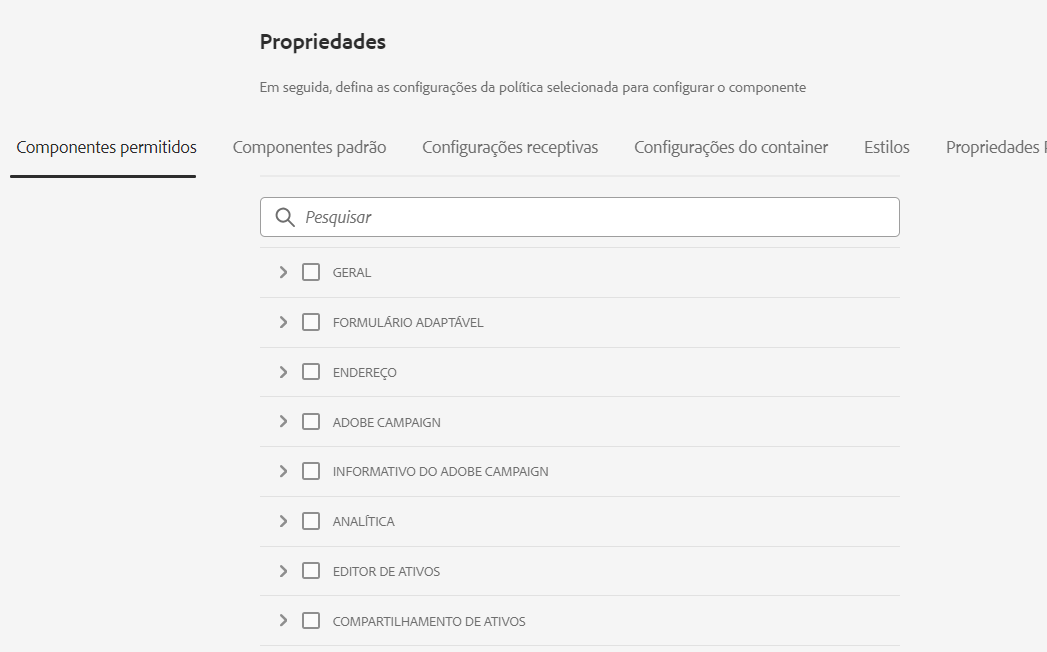 Propriedades
Em seguida, defina as configurações da política selecionada para configurar o componente
Componentes permitidos Componentes padrão Configurações receptivas Configurações do container Estilos Propriedades
Pesquisar
GERAL
FORMULÁRIO ADAPTÁVEL
ENDEREÇO
ADOBE CAMPAIGN
INFORMATIVO DO ADOBE CAMPAIGN
ANALÍTICA
EDITOR DE ATIVOS
COMPARTILHAMENTO DE ATIVOS